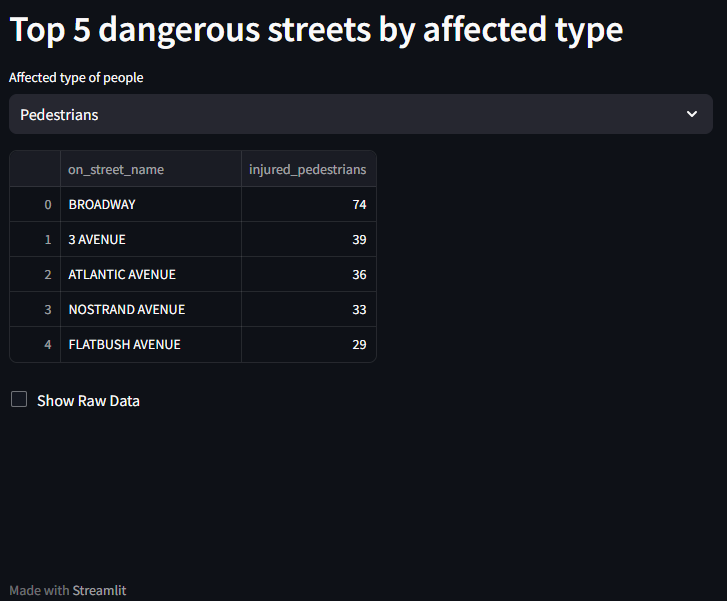 Top 5 dangerous streets by affected type
Affected type of people
Pedestrians
on_street_name injured_pedestrians
0 BROADWAY 74
1 3 AVENUE 39
2 ATLANTIC AVENUE 36
3 NOSTRAND AVENUE 33
4 FLATBUSH AVENUE 29
Show Raw Data
Made with Streamlit